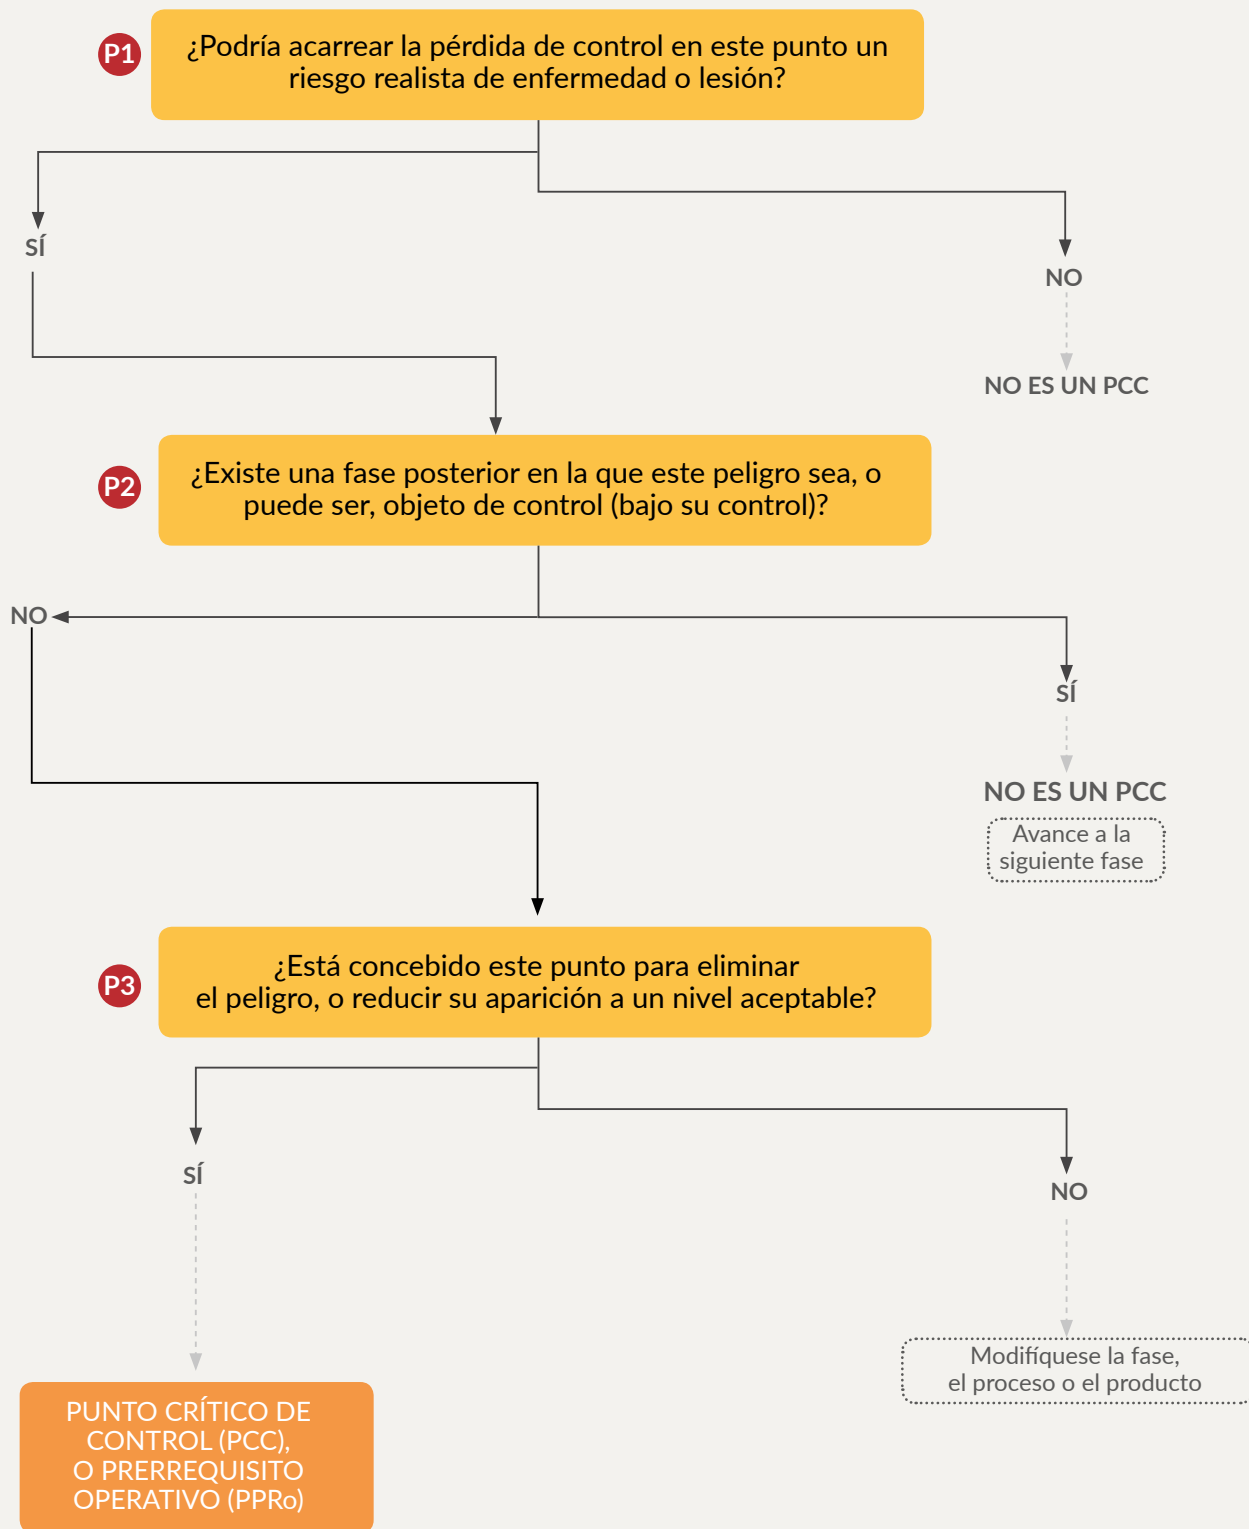 P1
¿Podría acarrear la pérdida de control en este punto un
riesgo realista de enfermedad o lesión?
SÍ
NO
NO ES UN PCC
P2
¿Existe una fase posterior en la que este peligro sea, o
puede ser, objeto de control (bajo su control)?
NO
SÍ
NO ES UN PCC
Avance a la
siguiente fase
P3
¿Está concebido este punto para eliminar
el peligro, o reducir su aparición a un nivel aceptable?
SÍ
NO
Modifíquese la fase,
el proceso o el producto
PUNTO CRÍTICO DE
CONTROL (PCC),
O PRERREQUISITO
OPERATIVO (PPRo)